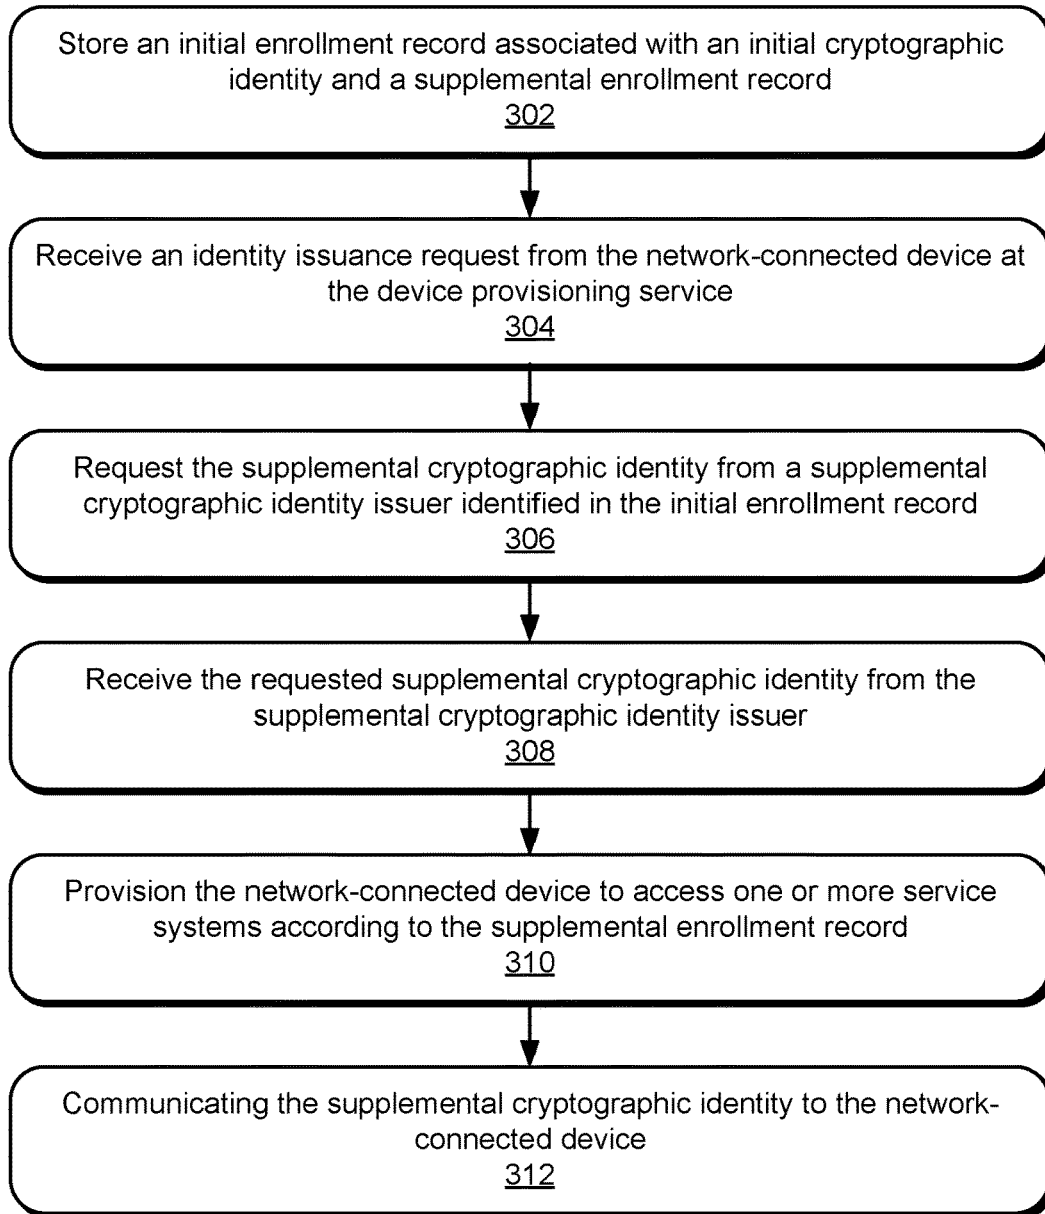 Store an initial enrollment record associated with an initial cryptographic
identity and a supplemental enrollment record
302
Receive an identity issuance request from the network-connected device at
the device provisioning service
304
Request the supplemental cryptographic identity from a supplemental
cryptographic identity issuer identified in the initial enrollment record
306
Receive the requested supplemental cryptographic identity from the
supplemental cryptographic identity issuer
308
Provision the network-connected device to access one or more service
systems according to the supplemental enrollment record
310
Communicating the supplemental cryptographic identity to the network-
connected device
312